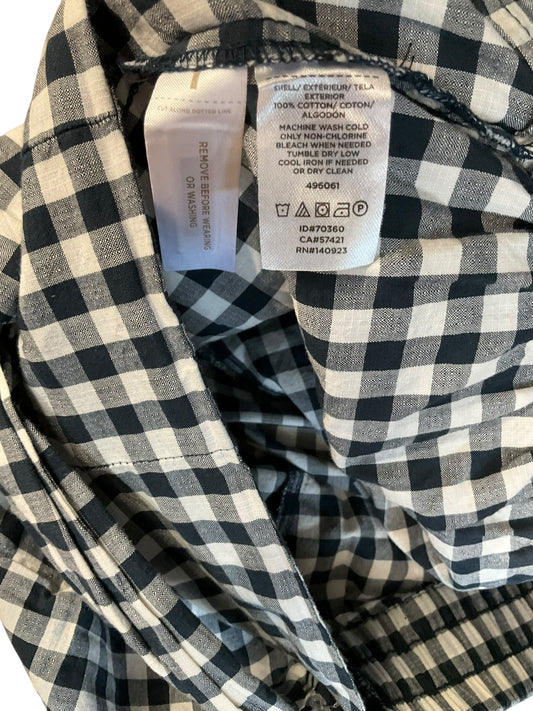 CUT ALONG DOTTED LINE
REMOVE BEFORE WEARING
OR WASHING
SHELL/ EXTÉRIEUR/ TELA
EXTERIOR
100% COTTON/ COTON/
ALGODÓN
MACHINE WASH COLD
ONLY NON-CHLORINE
BLEACH WHEN NEEDED
TUMBLE DRY LOW
COOL IRON IF NEEDED
OR DRY CLEAN
496061
ID#70360
CA#57421
RN#140923